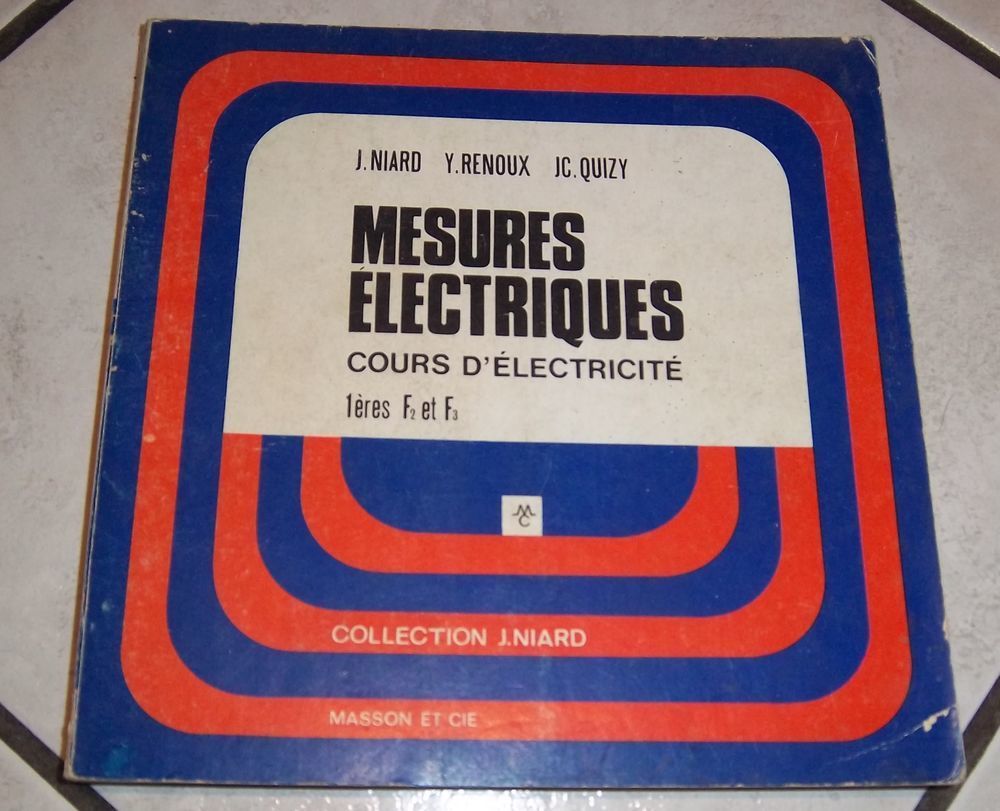 J.NIARD Y.RENOUX JC.QUIZY
MESURES
ÉLECTRIQUES
COURS D'ÉLECTRICITÉ
1ères F2 et F3
MC
COLLECTION J.NIARD
MASSON ET CIE